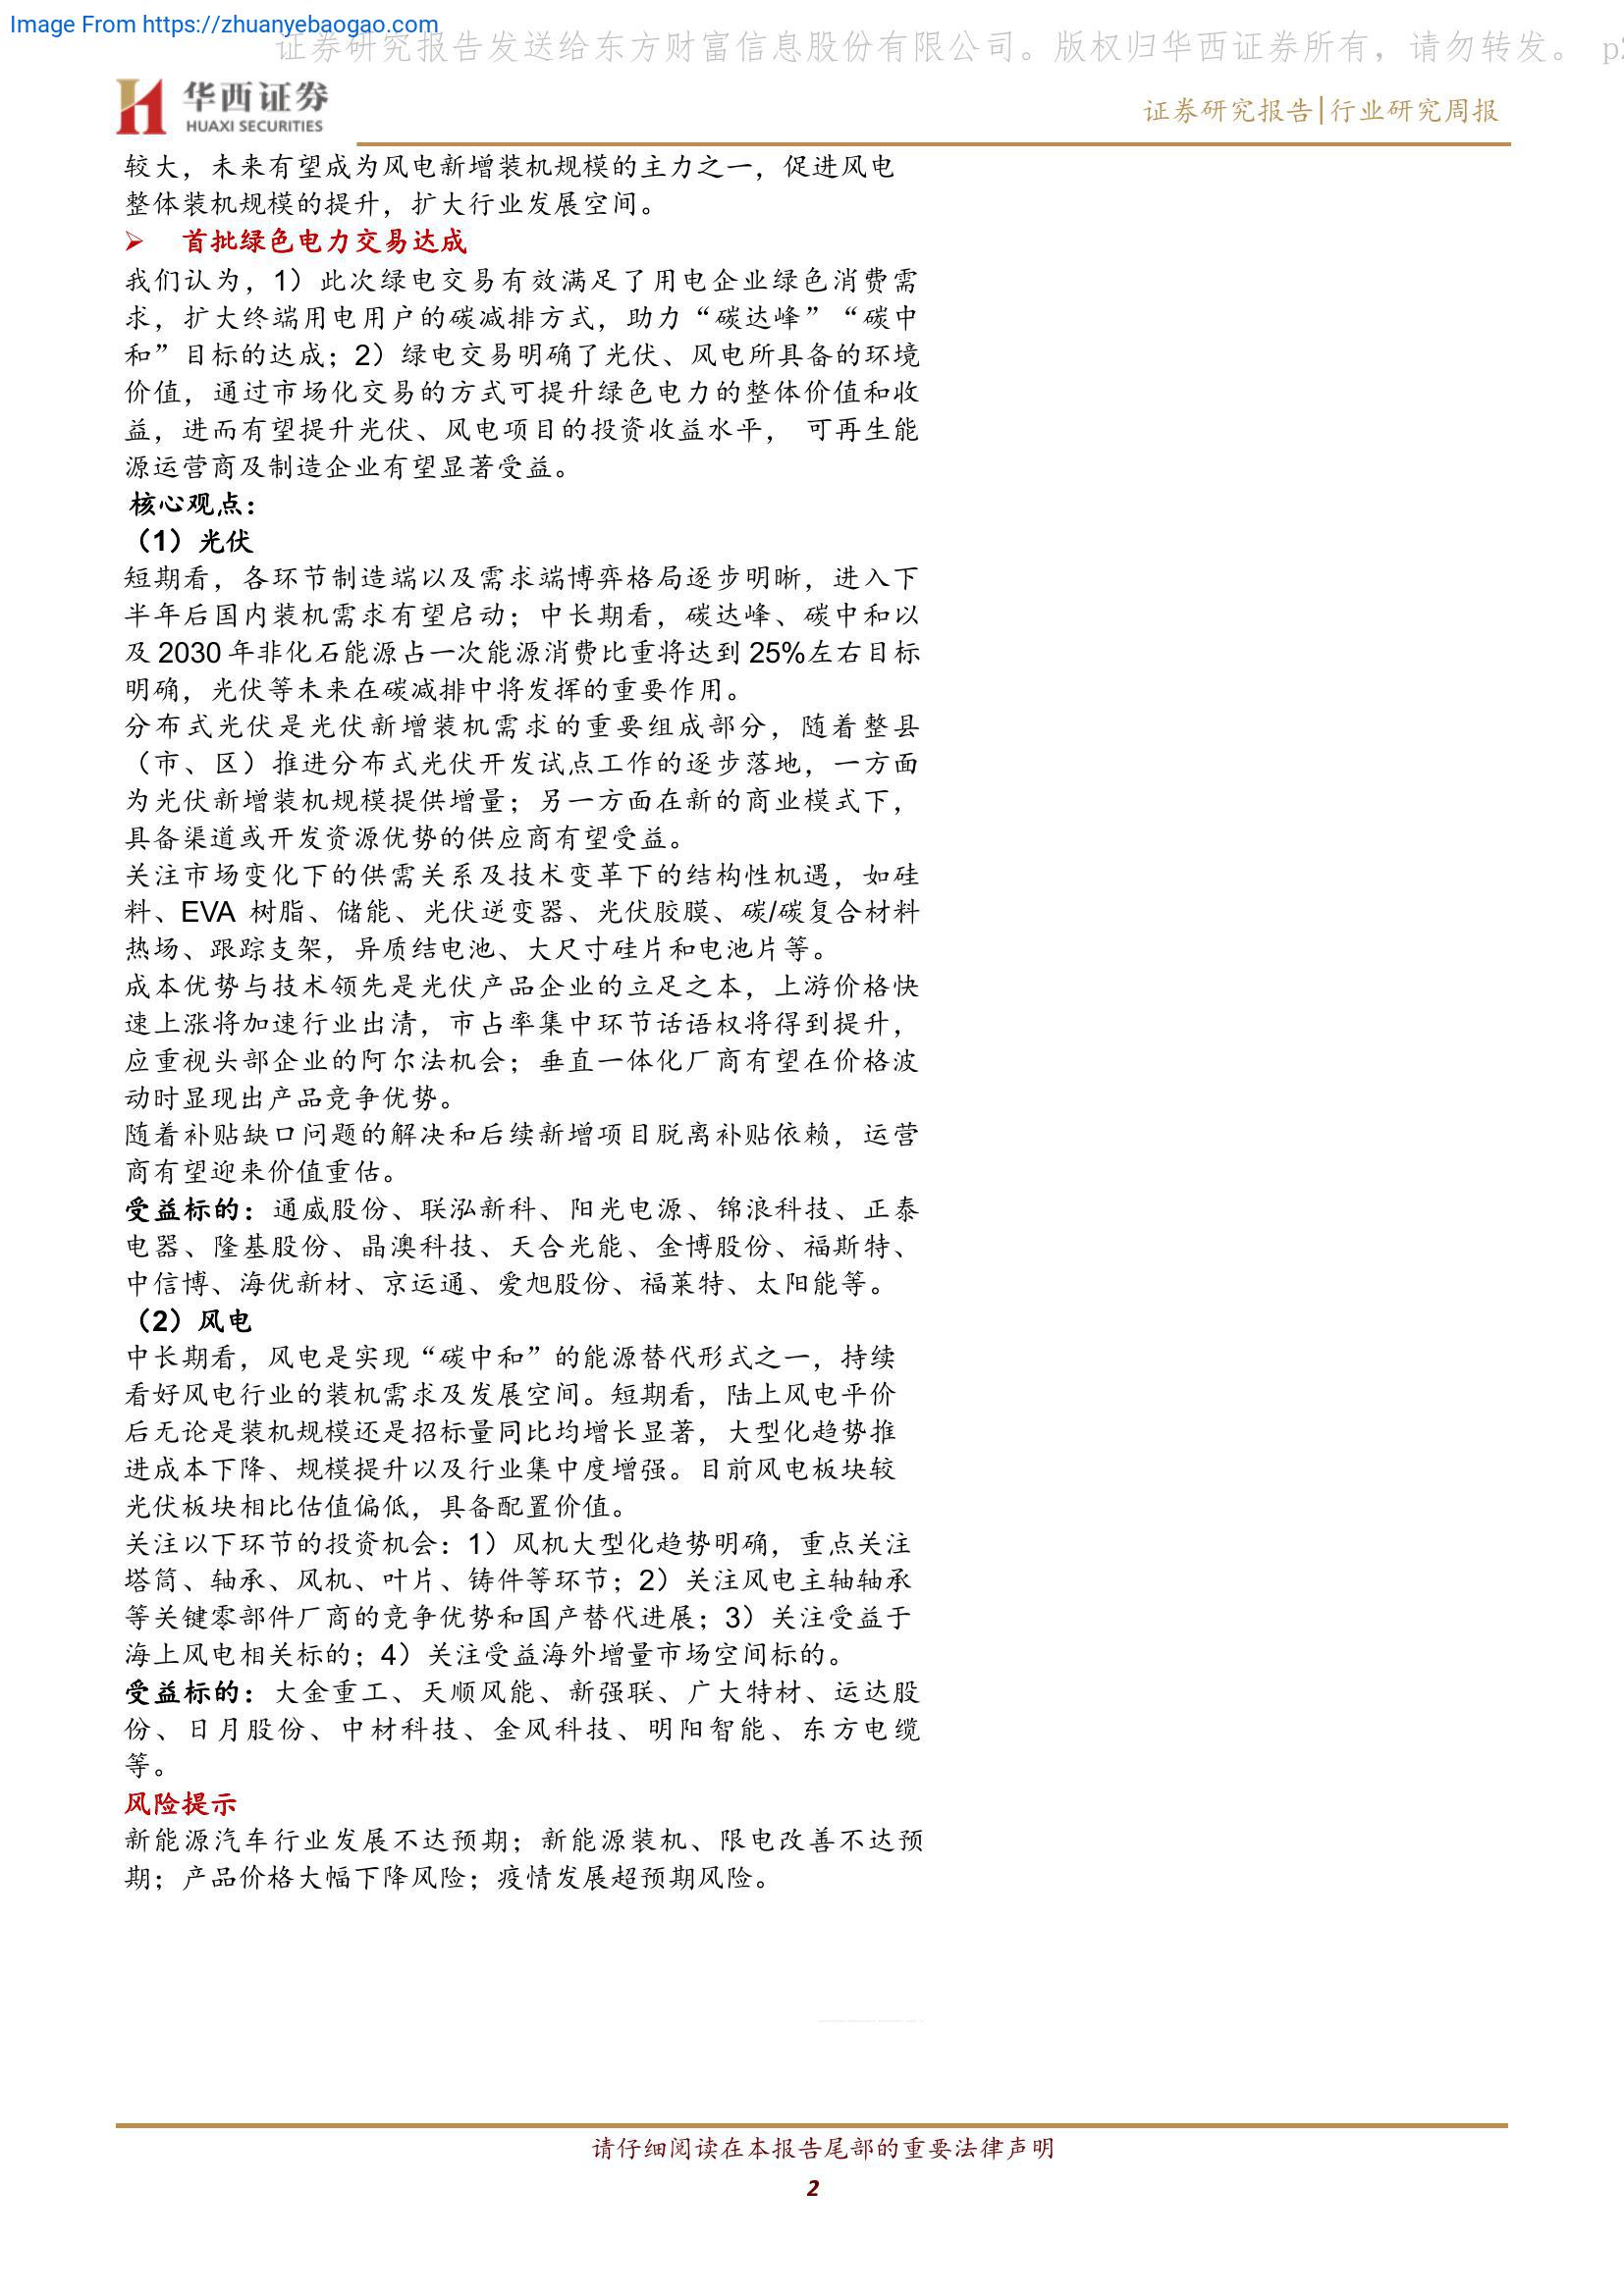 Image From https://zhuanyebaogao.com
证券研究报告发送给东方财富信息股份有限公司。版权归华西证券所有，请勿转发。 p2
华西证券
HUAXI SECURITIES
证券研究报告|行业研究周报
较大，未来有望成为风电新增装机规模的主力之一，促进风电
整体装机规模的提升，扩大行业发展空间。
➢ 首批绿色电力交易达成
我们认为，1）此次绿电交易有效满足了用电企业绿色消费需
求，扩大终端用电用户的碳减排方式，助力“碳达峰”“碳中
和”目标的达成；2）绿电交易明确了光伏、风电所具备的环境
价值，通过市场化交易的方式可提升绿色电力的整体价值和收
益，进而有望提升光伏、风电项目的投资收益水平， 可再生能
源运营商及制造企业有望显著受益。
核心观点：
（1）光伏
短期看，各环节制造端以及需求端博弈格局逐步明晰，进入下
半年后国内装机需求有望启动；中长期看，碳达峰、碳中和以
及 2030 年非化石能源占一次能源消费比重将达到 25%左右目标
明确，光伏等未来在碳减排中将发挥的重要作用。
分布式光伏是光伏新增装机需求的重要组成部分，随着整县
（市、区）推进分布式光伏开发试点工作的逐步落地，一方面
为光伏新增装机规模提供增量；另一方面在新的商业模式下，
具备渠道或开发资源优势的供应商有望受益。
关注市场变化下的供需关系及技术变革下的结构性机遇，如硅
料、EVA 树脂、储能、光伏逆变器、光伏胶膜、碳/碳复合材料
热场、跟踪支架，异质结电池、大尺寸硅片和电池片等。
成本优势与技术领先是光伏产品企业的立足之本，上游价格快
速上涨将加速行业出清，市占率集中环节话语权将得到提升，
应重视头部企业的阿尔法机会；垂直一体化厂商有望在价格波
动时显现出产品竞争优势。
随着补贴缺口问题的解决和后续新增项目脱离补贴依赖，运营
商有望迎来价值重估。
受益标的：通威股份、联泓新科、阳光电源、锦浪科技、正泰
电器、隆基股份、晶澳科技、天合光能、金博股份、福斯特、
中信博、海优新材、京运通、爱旭股份、福莱特、太阳能等。
（2）风电
中长期看，风电是实现“碳中和”的能源替代形式之一，持续
看好风电行业的装机需求及发展空间。短期看，陆上风电平价
后无论是装机规模还是招标量同比均增长显著，大型化趋势推
进成本下降、规模提升以及行业集中度增强。目前风电板块较
光伏板块相比估值偏低，具备配置价值。
关注以下环节的投资机会：1）风机大型化趋势明确，重点关注
塔筒、轴承、风机、叶片、铸件等环节；2）关注风电主轴轴承
等关键零部件厂商的竞争优势和国产替代进展；3）关注受益于
海上风电相关标的；4）关注受益海外增量市场空间标的。
受益标的：大金重工、天顺风能、新强联、广大特材、运达股
份、日月股份、中材科技、金风科技、明阳智能、东方电缆
等。
风险提示
新能源汽车行业发展不达预期；新能源装机、限电改善不达预
期；产品价格大幅下降风险；疫情发展超预期风险。
请仔细阅读在本报告尾部的重要法律声明
2